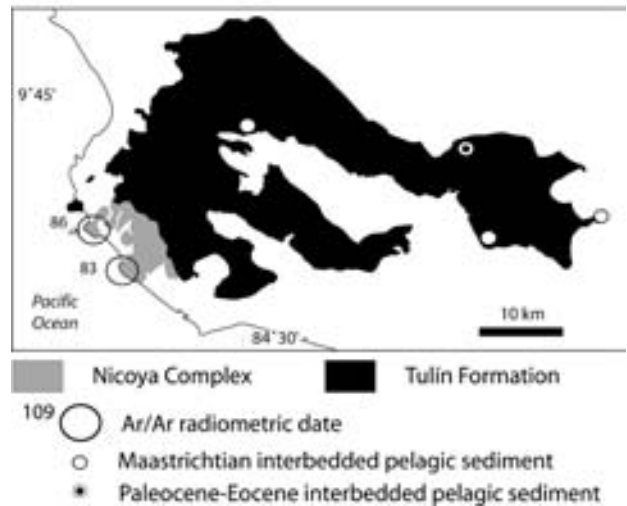 9˚45'
86
83
Pacific
Ocean
84˚30'
10 km
Nicoya Complex
Tulín Formation
109
Ar/Ar radiometric date
Maastrichtian interbedded pelagic sediment
Paleocene-Eocene interbedded pelagic sediment